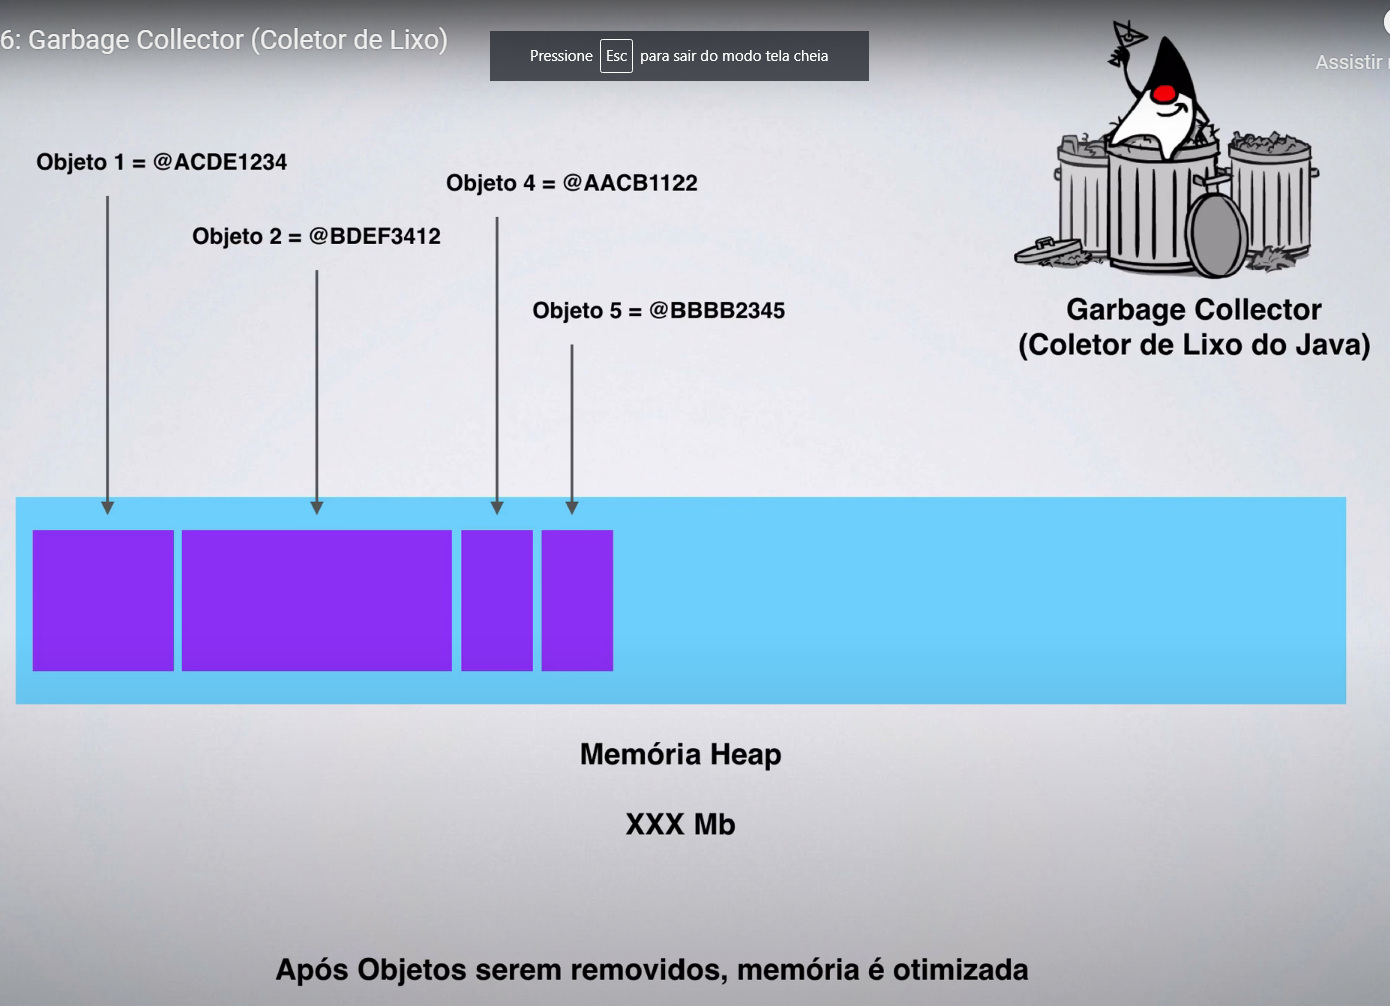 6: Garbage Collector (Coletor de Lixo)
Pressione Esc para sair do modo tela cheia
Assistir
Objeto 1 = @ACDE1234
Objeto 4 = @AACB1122
Objeto 2 = @BDEF3412
Objeto 5 = @BBBB2345
Garbage Collector
(Coletor de Lixo do Java)
Memória Heap
XXX Mb
Após Objetos serem removidos, memória é otimizada